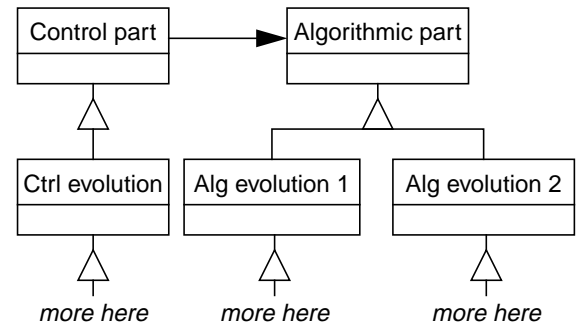 Control part
Algorithmic part
Ctrl evolution
Alg evolution 1
Alg evolution 2
more here
more here
more here